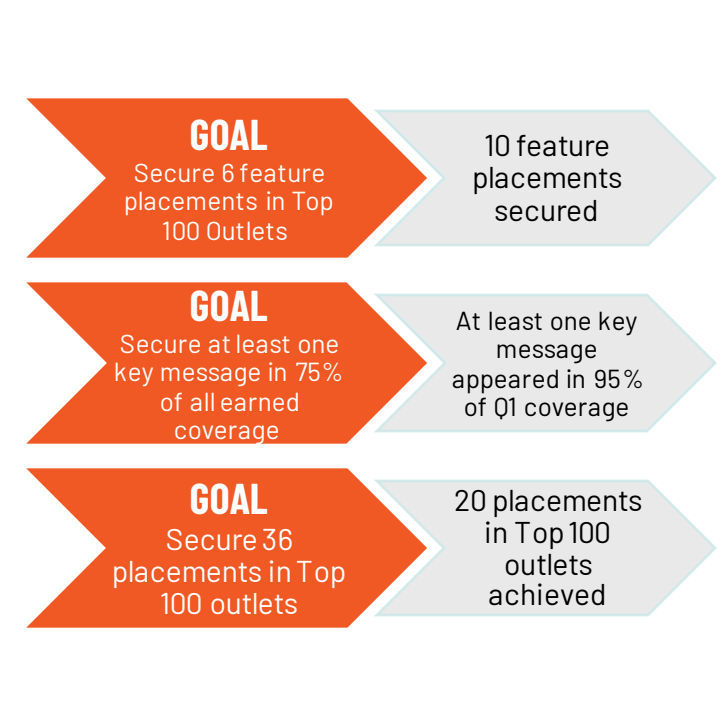 GOAL
Secure 6 feature
placements in Top
100 Outlets
10 feature
placements
secured
GOAL
Secure at least one
key message in 75%
of all earned
coverage
At least one key
message
appeared in 95%
of Q1 coverage
GOAL
Secure 36
placements in Top
100 outlets
20 placements
in Top 100
outlets
achieved